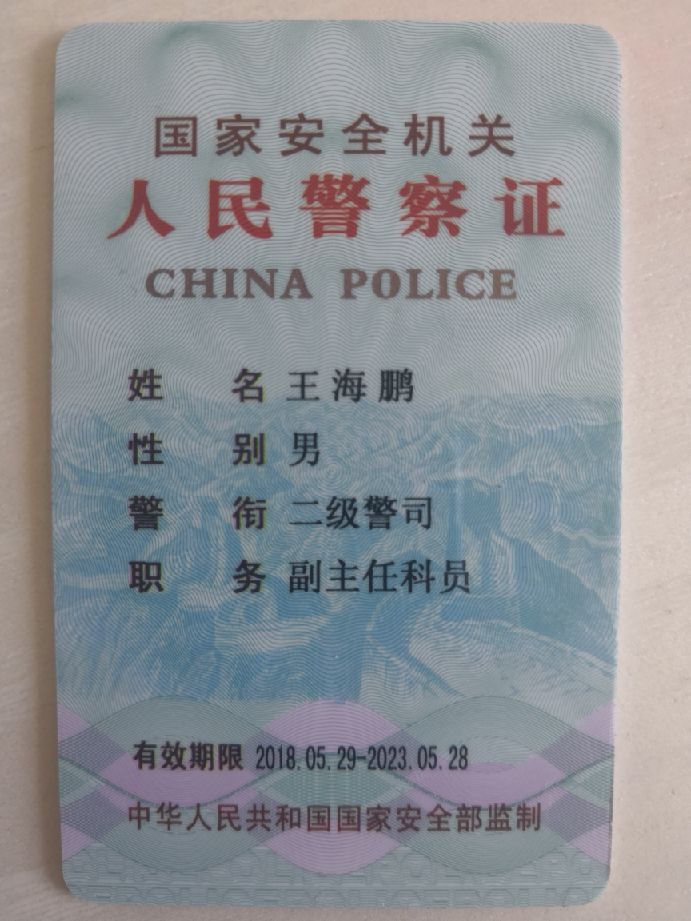 国家安全机关
人民警察证
CHINA POLICE
姓 名 王海鹏
性 别 男
警 衔 二级警司
职 务 副主任科员
有效期限 2018.05.29-2023.05.28
中华人民共和国国家安全部监制